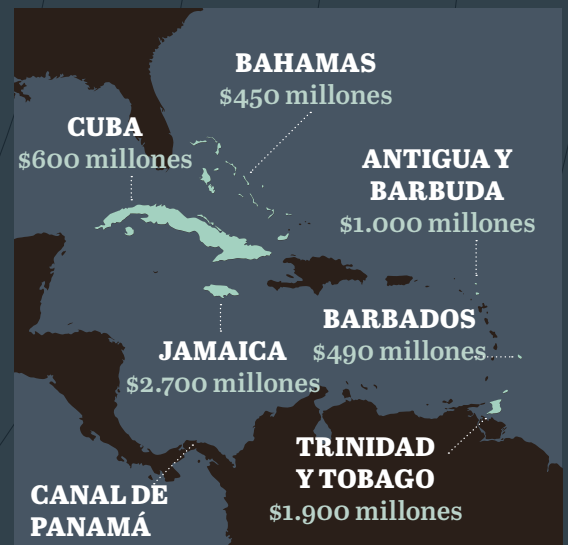 BAHAMAS
$450 millones
CUBA
$600 millones
ANTIGUA Y
BARBUDA
$1.000 millones
BARBADOS
$490 millones
JAMAICA
$2.700 millones
TRINIDAD
Y TOBAGO
$1.900 millones
CANAL DE
PANAMÁ